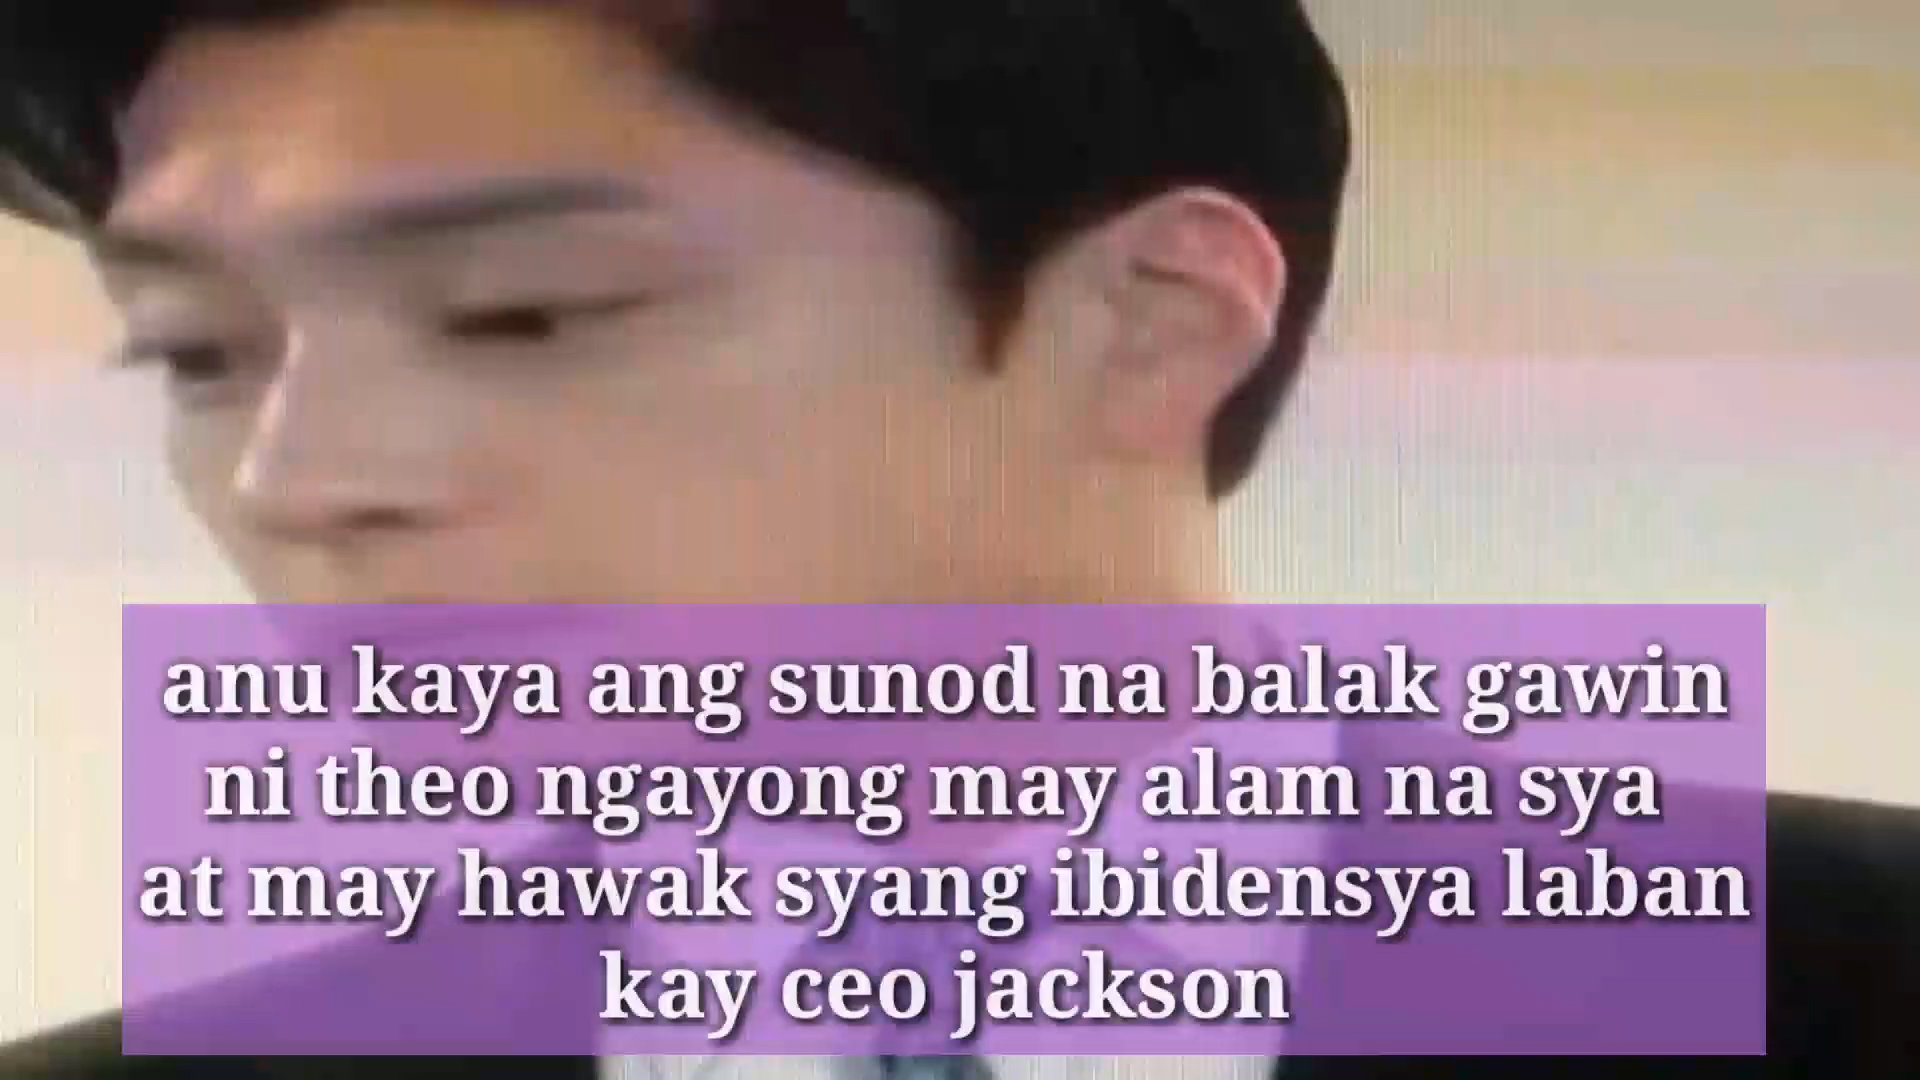 anu kaya ang sunod na balak gawin
ni theo ngayong may alam na sya
at may hawak syang ibidensya laban
kay ceo jackson